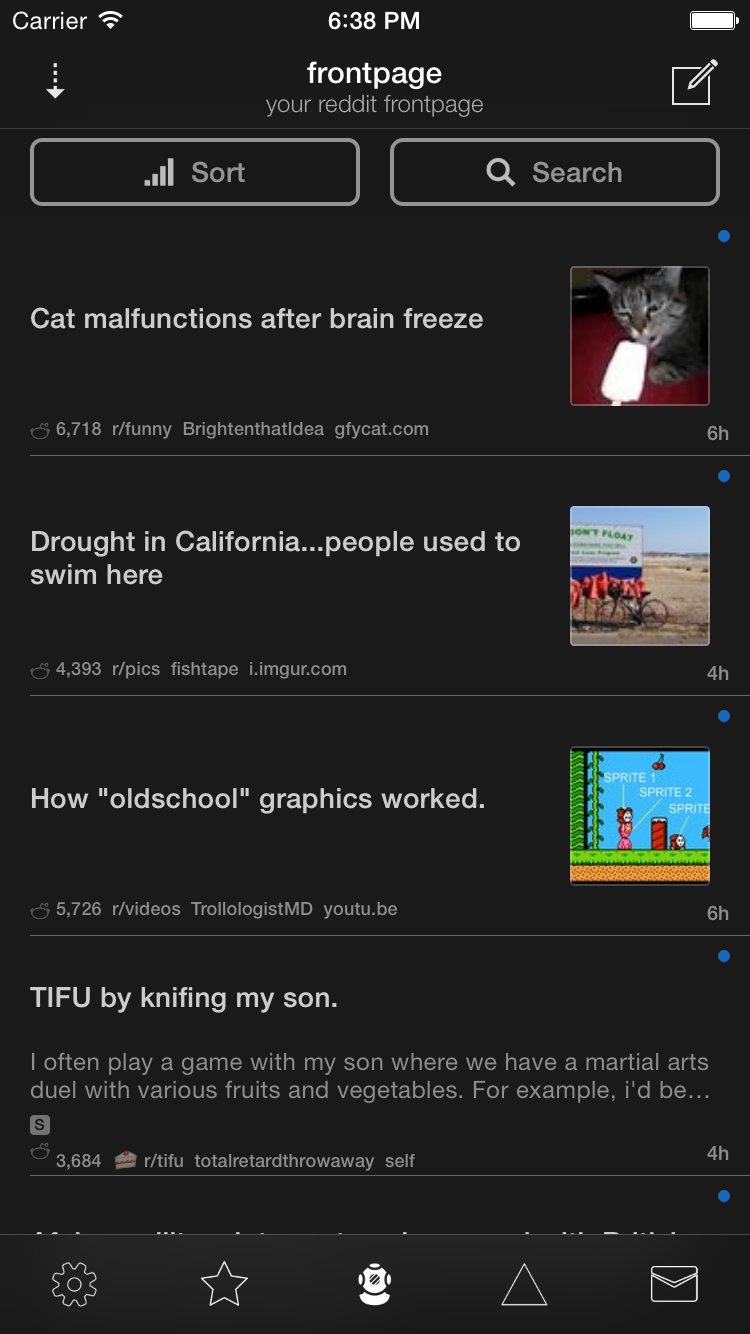 Carrier 6:38 PM
frontpage
your reddit frontpage
Sort Search
Cat malfunctions after brain freeze
6,718 r/funny BrightenthatIdea gfycat.com 6h
Drought in California...people used to
swim here
DON'T FLOAT
4,393 r/pics fishtape i.imgur.com 4h
How "oldschool" graphics worked.
SPRITE 1
SPRITE 2
SPRITE
5,726 r/videos TrollologistMD youtu.be 6h
TIFU by knifing my son.
I often play a game with my son where we have a martial arts
duel with various fruits and vegetables. For example, i'd be...
S
3,684 r/tifu totalretardthrowaway self 4h